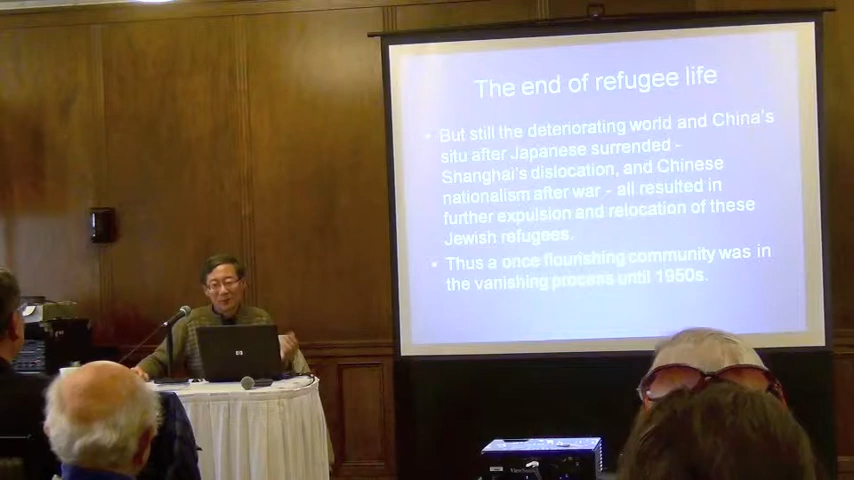 The end of refugee life
• But still the deteriorating world and China's
situ after Japanese surrended -
Shanghai's dislocation, and Chinese
nationalism after war - all resulted in
further expulsion and relocation of these
Jewish refugees.
• Thus a once flourishing community was in
the vanishing process until 1950s.
hp
ViewSonic